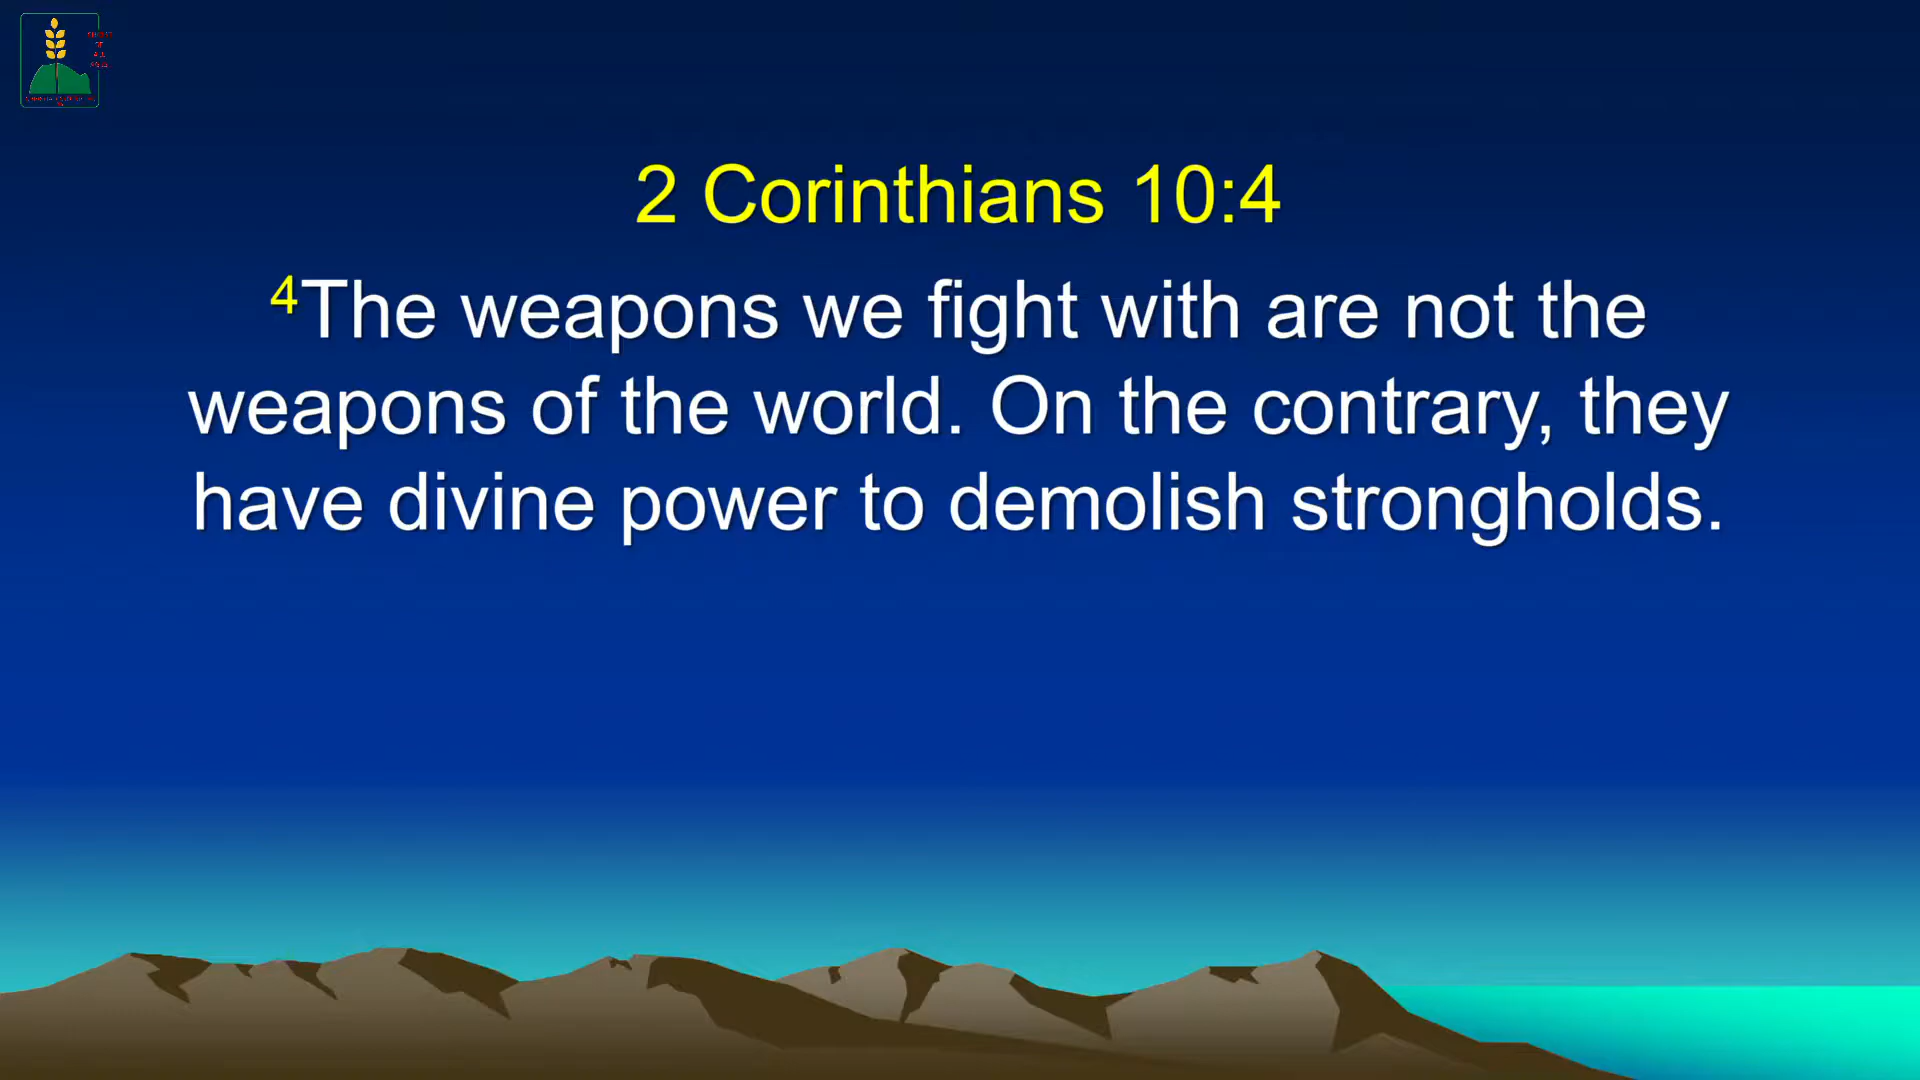 2 Corinthians 10:4
4The weapons we fight with are not the
weapons of the world. On the contrary, they
have divine power to demolish strongholds.